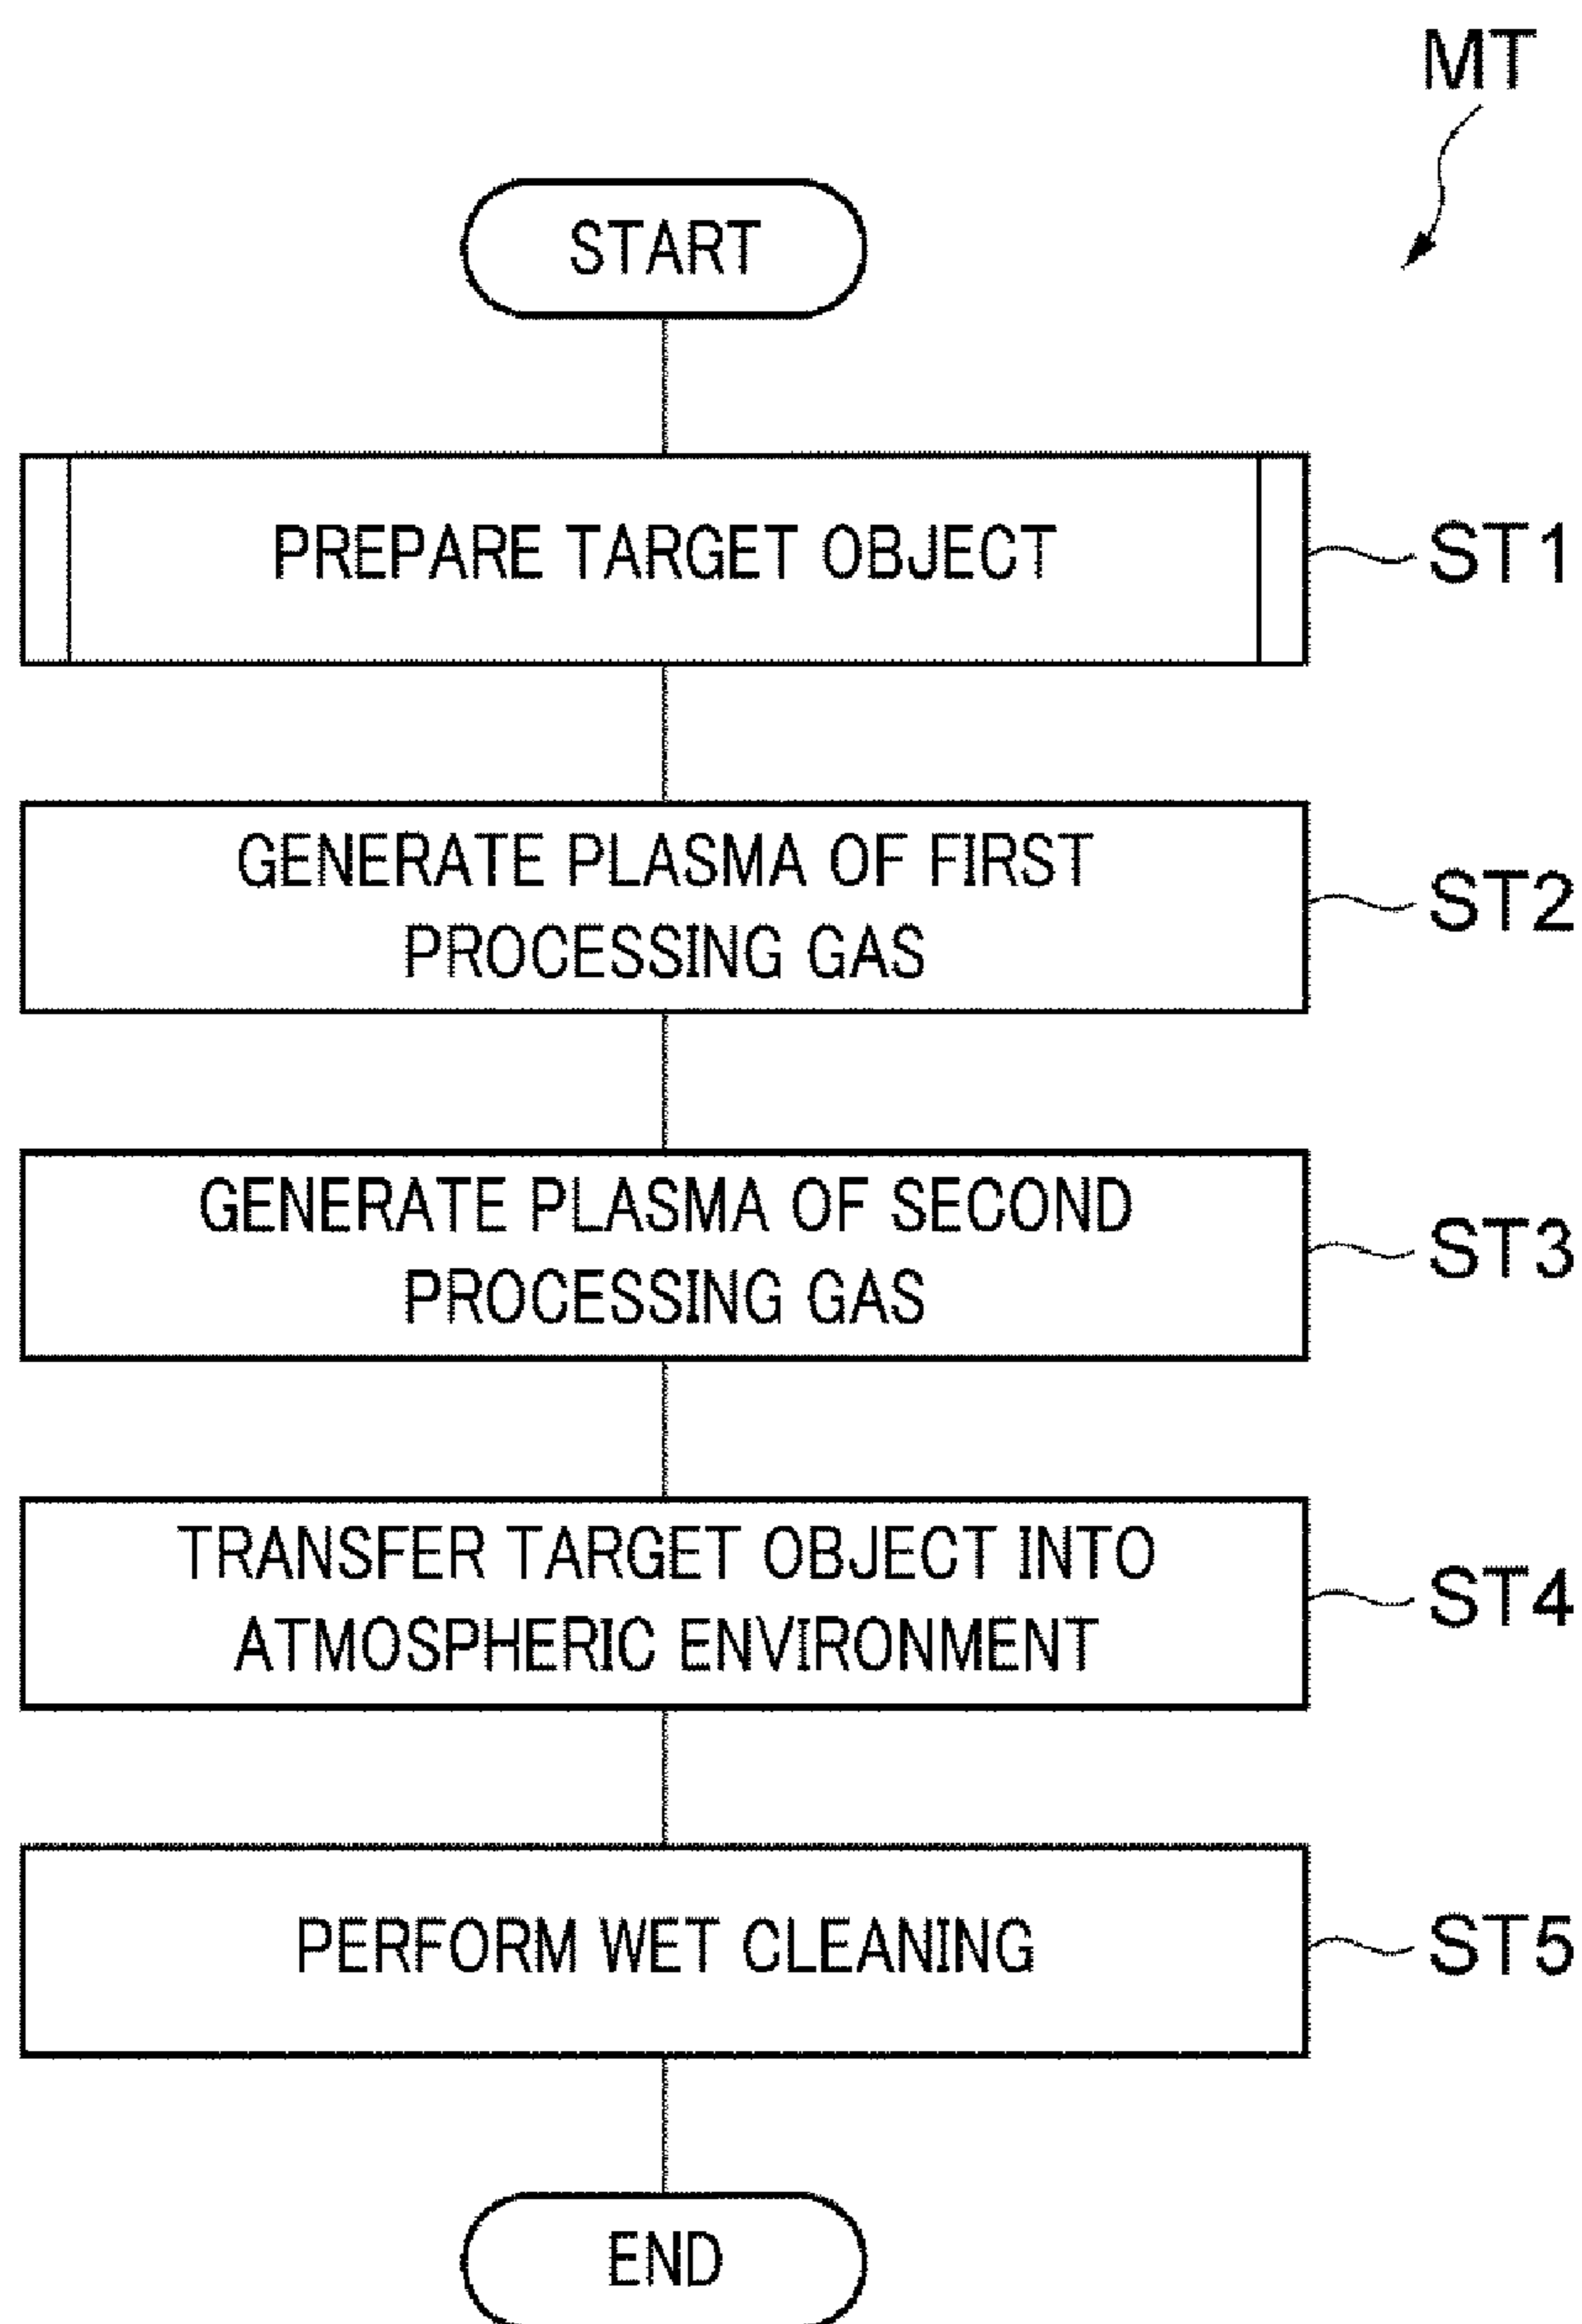 MT
START
PREPARE TARGET OBJECT
ST1
GENERATE PLASMA OF FIRST
PROCESSING GAS
ST2
GENERATE PLASMA OF SECOND
PROCESSING GAS
ST3
TRANSFER TARGET OBJECT INTO
ATMOSPHERIC ENVIRONMENT
ST4
PERFORM WET CLEANING
ST5
END